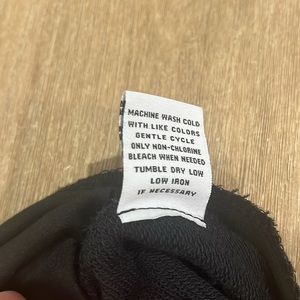 MACHINE WASH COLD
WITH LIKE COLORS
GENTLE CYCLE
ONLY NON-CHLORINE
BLEACH WHEN NEEDED
TUMBLE DRY LOW
LOW IRON
IF NECESSARY